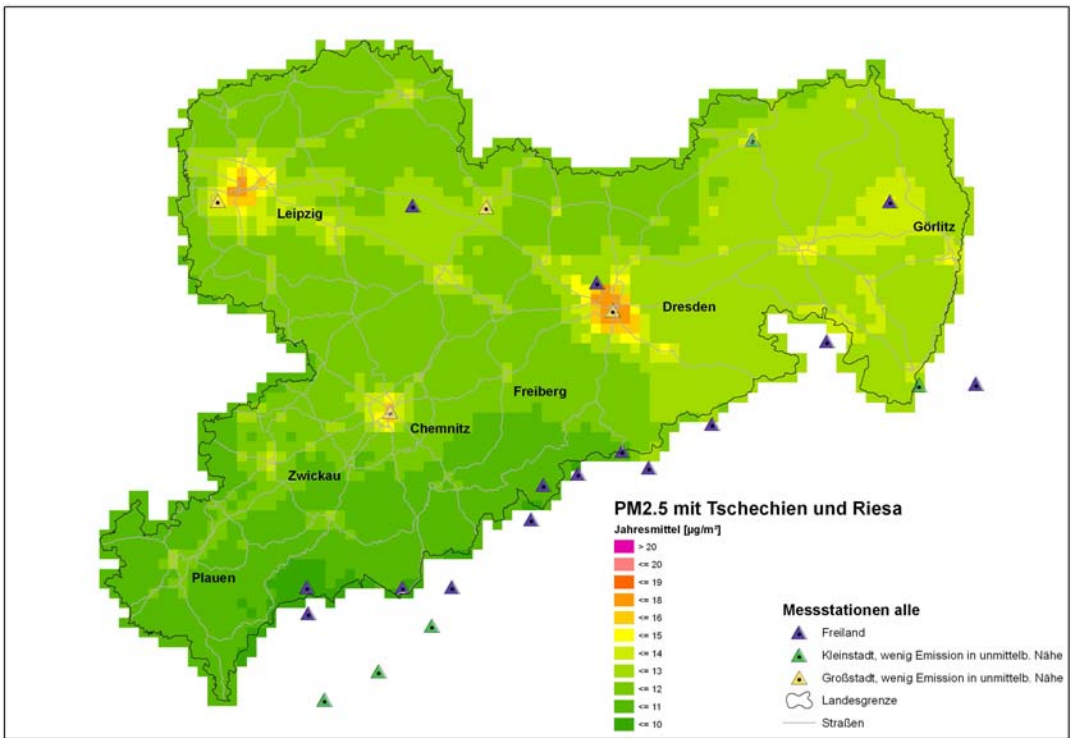 Leipzig
Görlitz
Dresden
Freiberg
Chemnitz
Zwickau
Plauen
PM2.5 mit Tschechien und Riesa
Jahresmittel [µg/m³]
> 20
<= 20
<= 19
<= 18
<= 16
<= 15
<= 14
<= 13
<= 12
<= 11
<= 10
Messstationen alle
Freiland
Kleinstadt, wenig Emission in unmittelb. Nähe
Großstadt, wenig Emission in unmittelb. Nähe
Landesgrenze
Straßen